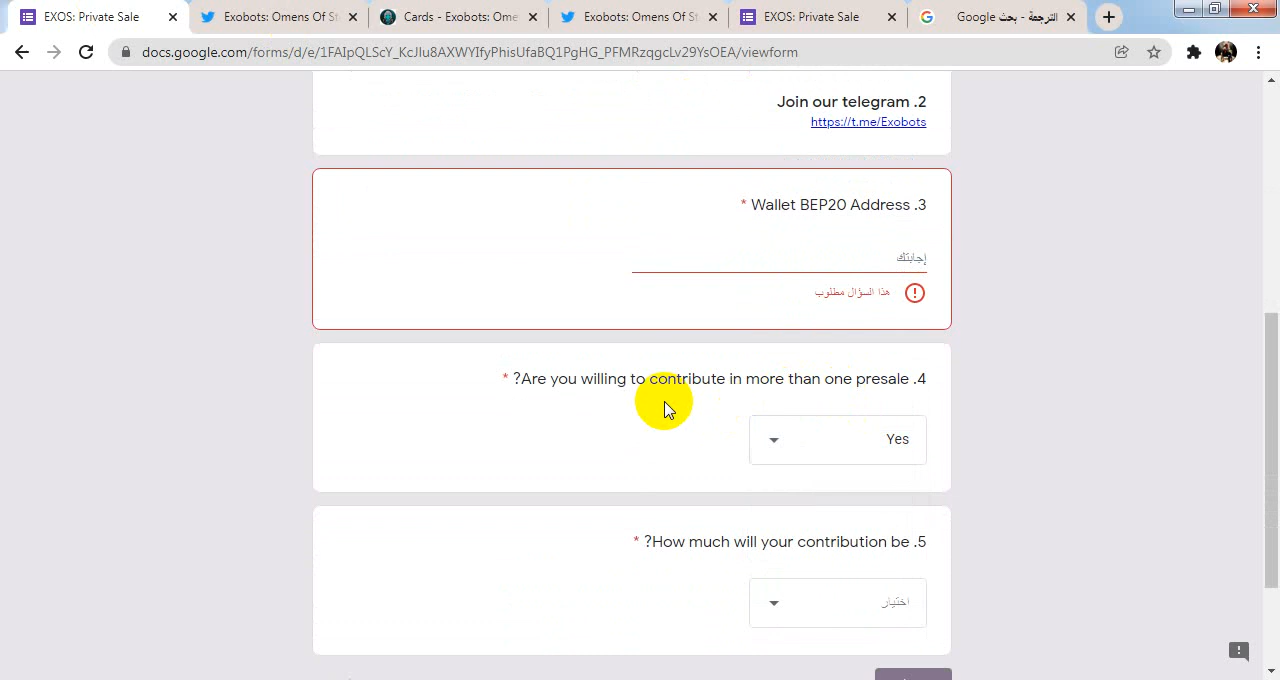 EXOS: Private Sale
Exobots: Omens Of St
Cards - Exobots: Ome
Exobots: Omens Of St
EXOS: Private Sale
الترجمة - بحث Google
docs.google.com/forms/d/e/1FAIpQLScY_KcJlu8AXWYIfyPhisUfaBQ1PgHG_PFMRzqgcLv29YsOEA/viewform
Join our telegram .2
https://t.me/Exobots
* Wallet BEP20 Address .3
إجابتك
هذا السؤال مطلوب
* ?Are you willing to contribute in more than one presale .4
Yes
* ?How much will your contribution be .5
اختيار